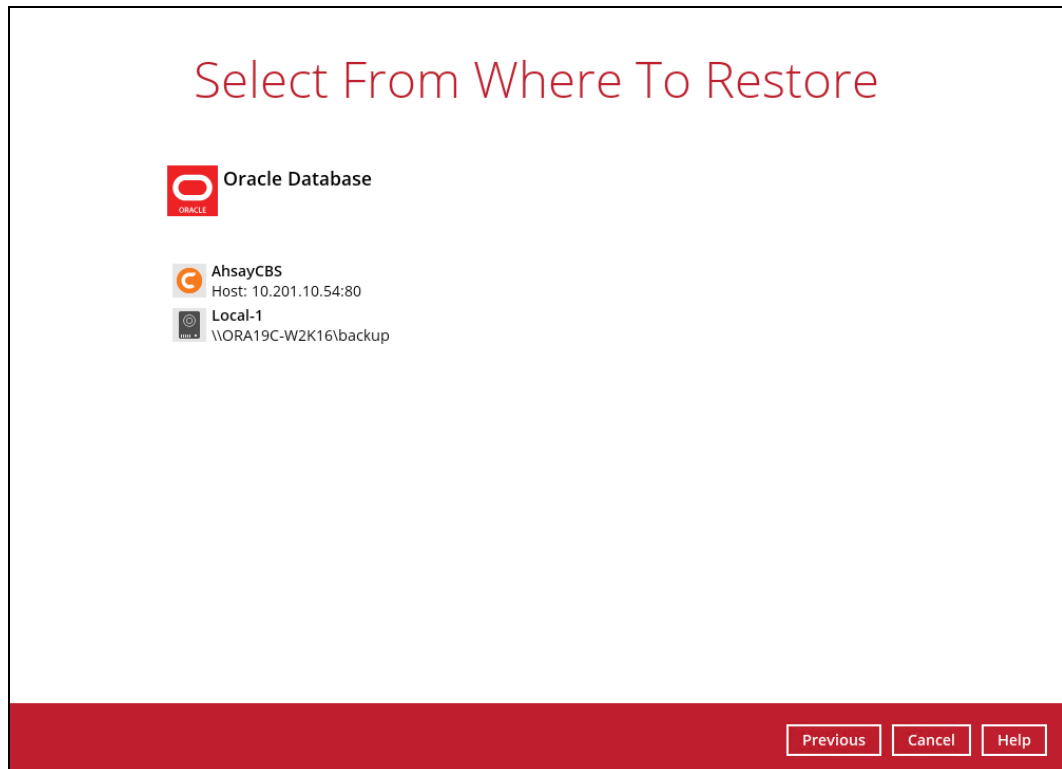 Select From Where To Restore
Oracle Database
ORACLE
AhsayCBS
Host: 10.201.10.54:80
Local-1
\\ORA19C-W2K16\backup
Previous
Cancel
Help